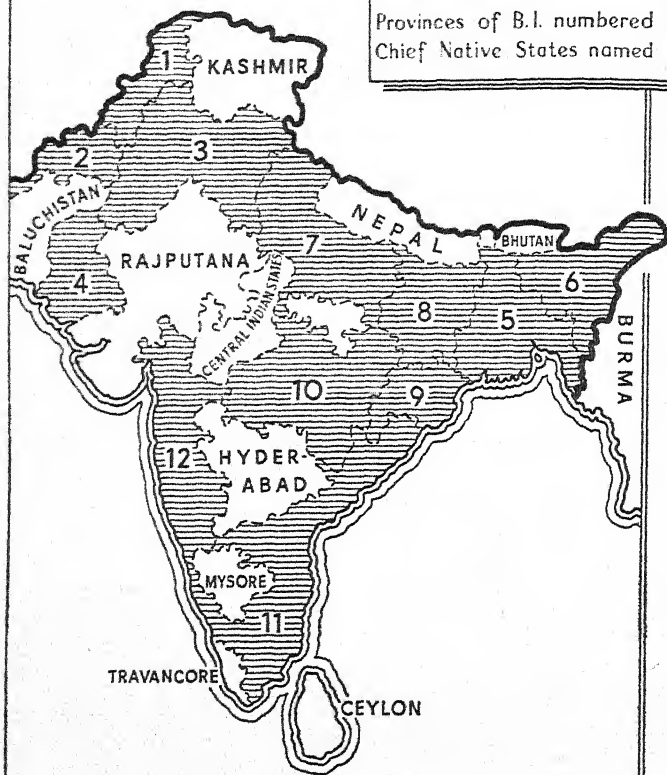 Provinces of B.I. numbered
Chief Native States named
1
KASHMIR
2
3
BALUCHISTAN
NEPAL
BHUTAN
RAJPUTANA
7
4
6
CENTRAL INDIAN STATES
8
5
BURMA
10
9
12
HYDER-
ABAD
MYSORE
11
TRAVANCORE
CEYLON